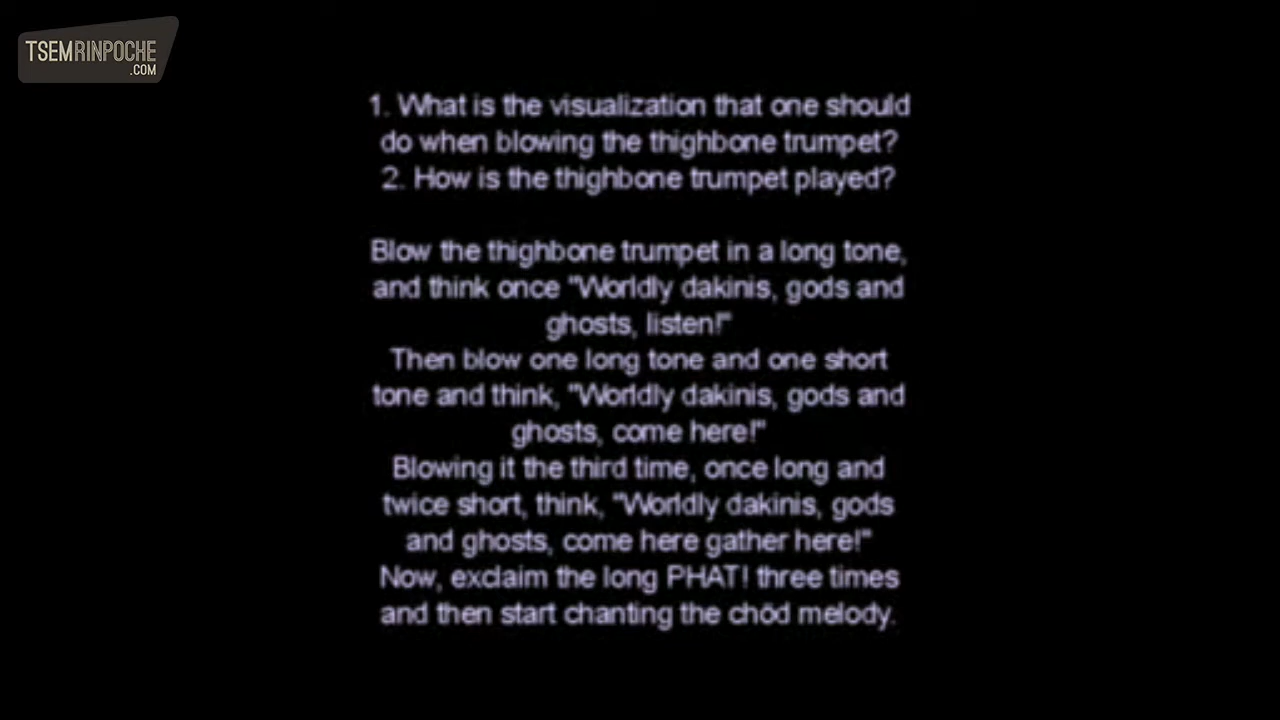 TSEMRINPOCHE
.COM
1. What is the visualization that one should
do when blowing the thighbone trumpet?
2. How is the thighbone trumpet played?
Blow the thighbone trumpet in a long tone,
and think once "Worldly dakinis, gods and
ghosts, listen!"
Then blow one long tone and one short
tone and think, "Worldly dakinis, gods and
ghosts, come here!"
Blowing it the third time, once long and
twice short, think, "Worldly dakinis, gods
and ghosts, come here gather here!"
Now, exclaim the long PHAT! three times
and then start chanting the chöd melody.